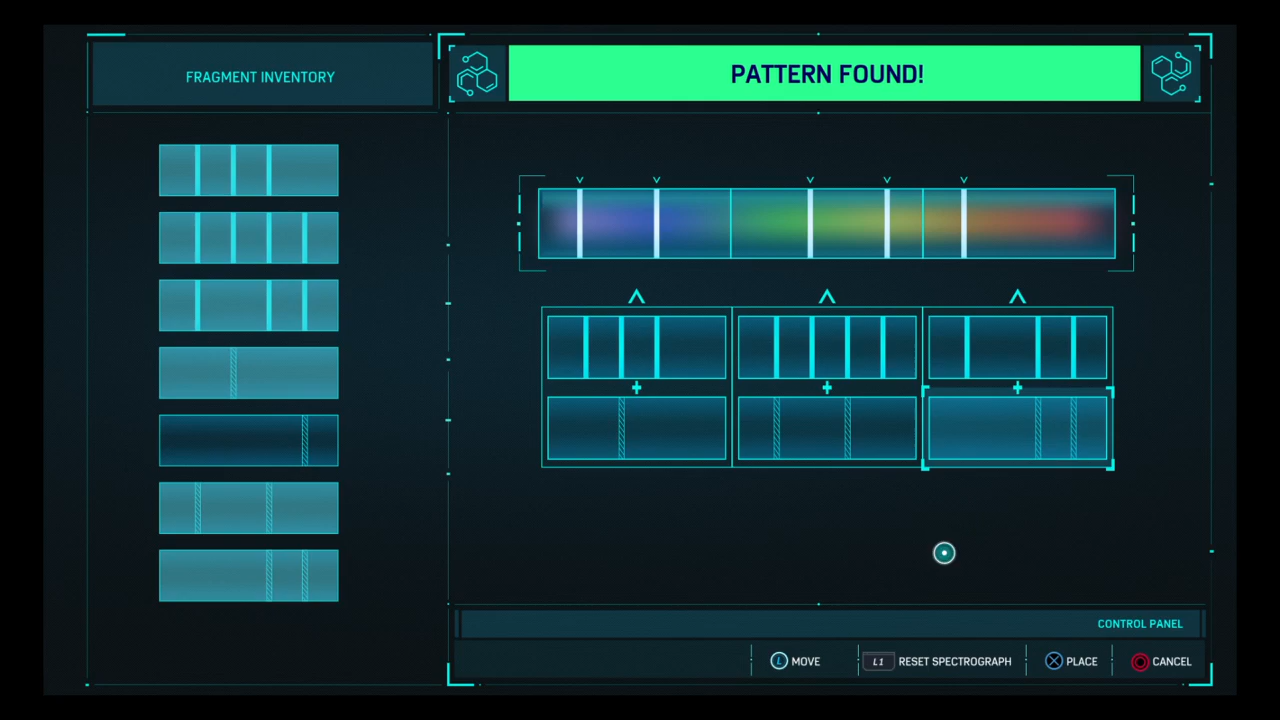 FRAGMENT INVENTORY
PATTERN FOUND!
CONTROL PANEL
L MOVE
L1 RESET SPECTROGRAPH
PLACE
CANCEL